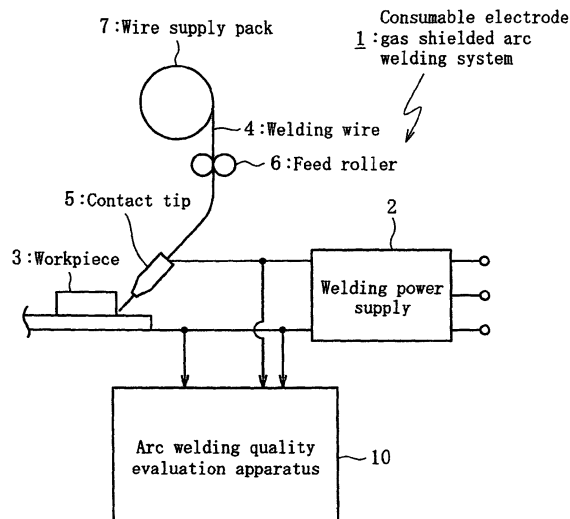 Consumable electrode
1:gas shielded arc
welding system
7:Wire supply pack
4:Welding wire
6:Feed roller
5:Contact tip
3:Workpiece
2
Welding power
supply
Arc welding quality
evaluation apparatus
10